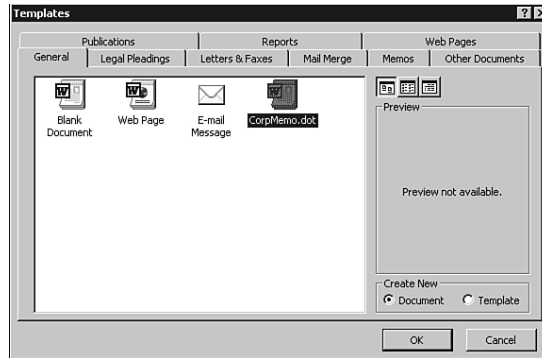 Templates
Publications Reports Web Pages
General Legal Pleadings Letters & Faxes Mail Merge Memos Other Documents
Blank Document
Web Page
E-mail Message
CorpMemo.dot
Preview
Preview not available.
Create New
Document Template
OK Cancel